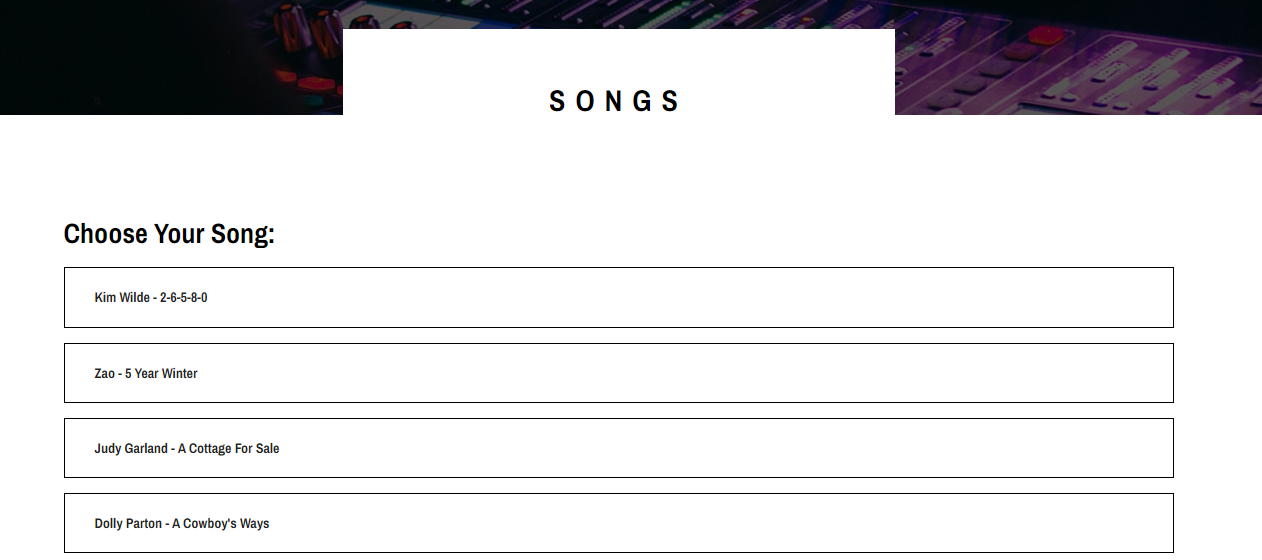 SONGS
Choose Your Song:
Kim Wilde - 2-6-5-8-0
Zao - 5 Year Winter
Judy Garland - A Cottage For Sale
Dolly Parton - A Cowboy's Ways